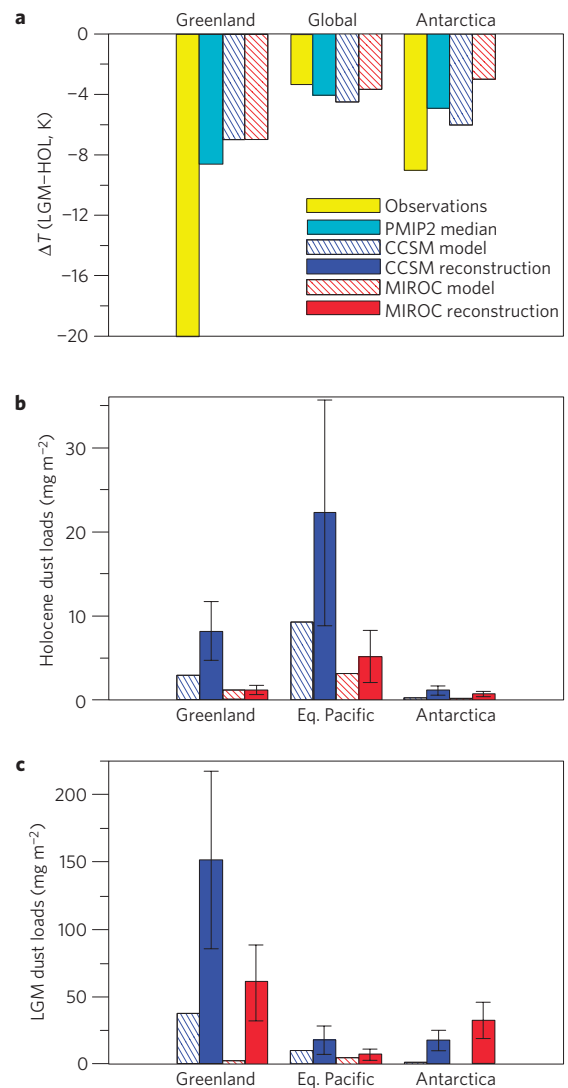 a
Greenland Global Antarctica
0
−4
−8
−12
−16
−20
ΔT (LGM−HOL, K)
Observations
PMIP2 median
CCSM model
CCSM reconstruction
MIROC model
MIROC reconstruction
b
30
20
10
0
Holocene dust loads (mg m⁻²)
Greenland Eq. Pacific Antarctica
c
200
150
100
50
0
LGM dust loads (mg m⁻²)
Greenland Eq. Pacific Antarctica